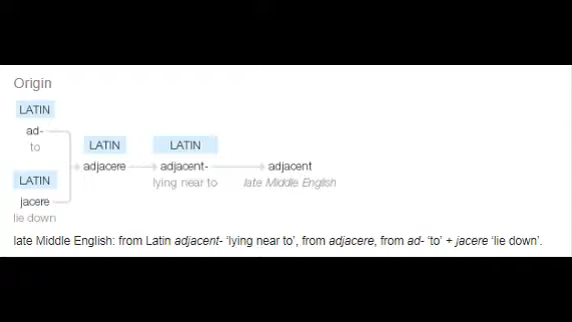 Origin
LATIN
ad-
to
LATIN
jacere
lie down
LATIN
adjacere
LATIN
adjacent-
lying near to
adjacent
late Middle English
late Middle English: from Latin adjacent- ‘lying near to’, from adjacere, from ad- ‘to’ + jacere ‘lie down’.